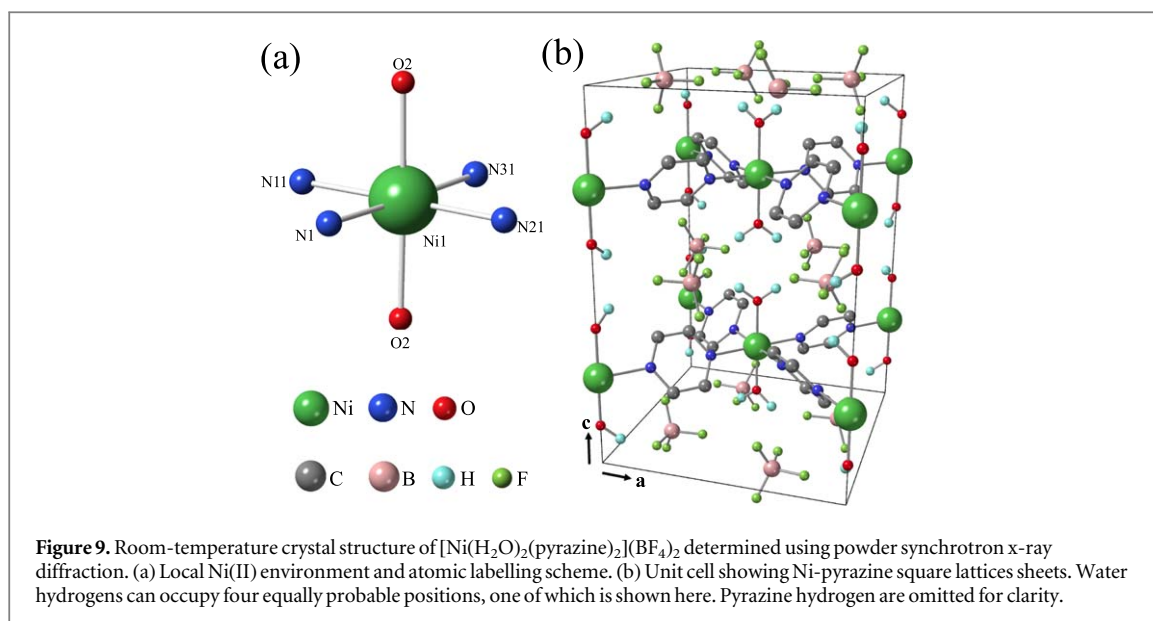 (a)
(b)
O2
N11
N31
N1
N21
Ni1
O2
Ni N O
C B H F
c
a
Figure 9. Room-temperature crystal structure of [Ni(H₂O)₂(pyrazine)₂](BF₄)₂ determined using powder synchrotron x-ray
diffraction. (a) Local Ni(II) environment and atomic labelling scheme. (b) Unit cell showing Ni-pyrazine square lattices sheets. Water
hydrogens can occupy four equally probable positions, one of which is shown here. Pyrazine hydrogen are omitted for clarity.